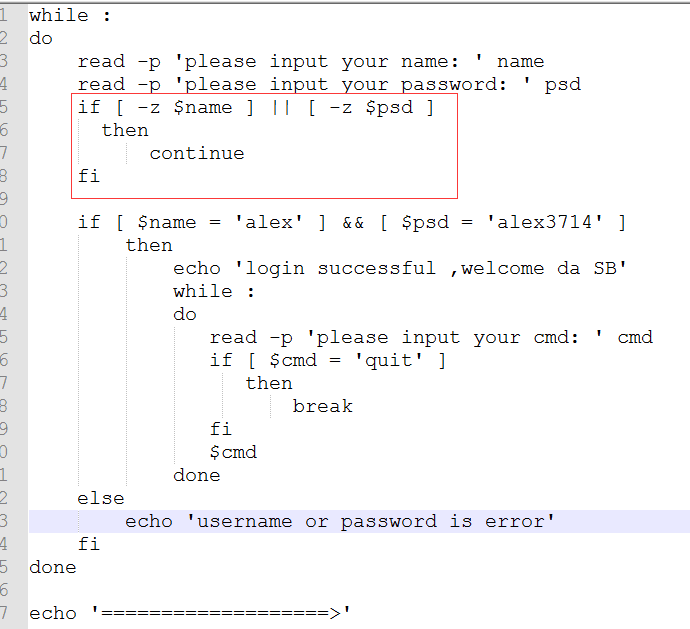 1 while :
2 do
3 read -p 'please input your name: ' name
4 read -p 'please input your password: ' psd
5 if [ -z $name ] || [ -z $psd ]
6 then
7 continue
8 fi
9
0 if [ $name = 'alex' ] && [ $psd = 'alex3714' ]
1 then
2 echo 'login successful ,welcome da SB'
3 while :
4 do
5 read -p 'please input your cmd: ' cmd
6 if [ $cmd = 'quit' ]
7 then
8 break
9 fi
0 $cmd
1 done
2 else
3 echo 'username or password is error'
4 fi
5 done
6
7 echo '===================>'